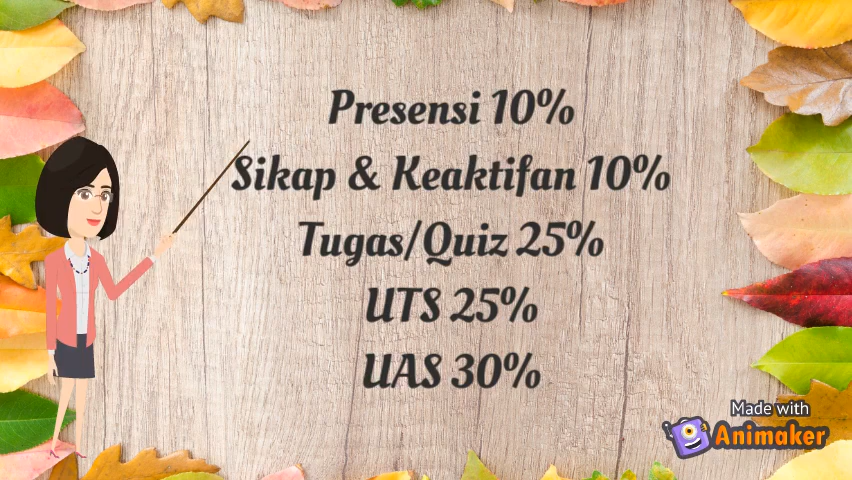 Presensi 10%
Sikap & Keaktifan 10%
Tugas/Quiz 25%
UTS 25%
UAS 30%
Made with
Animaker